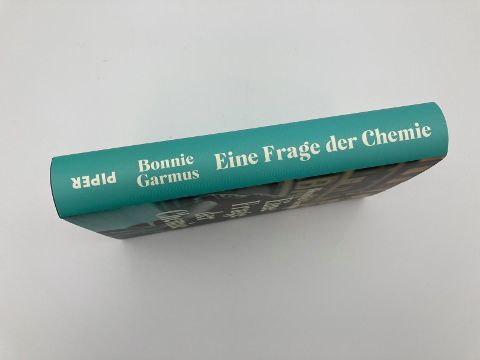 PIPER
Bonnie
Garmus
Eine Frage der Chemie